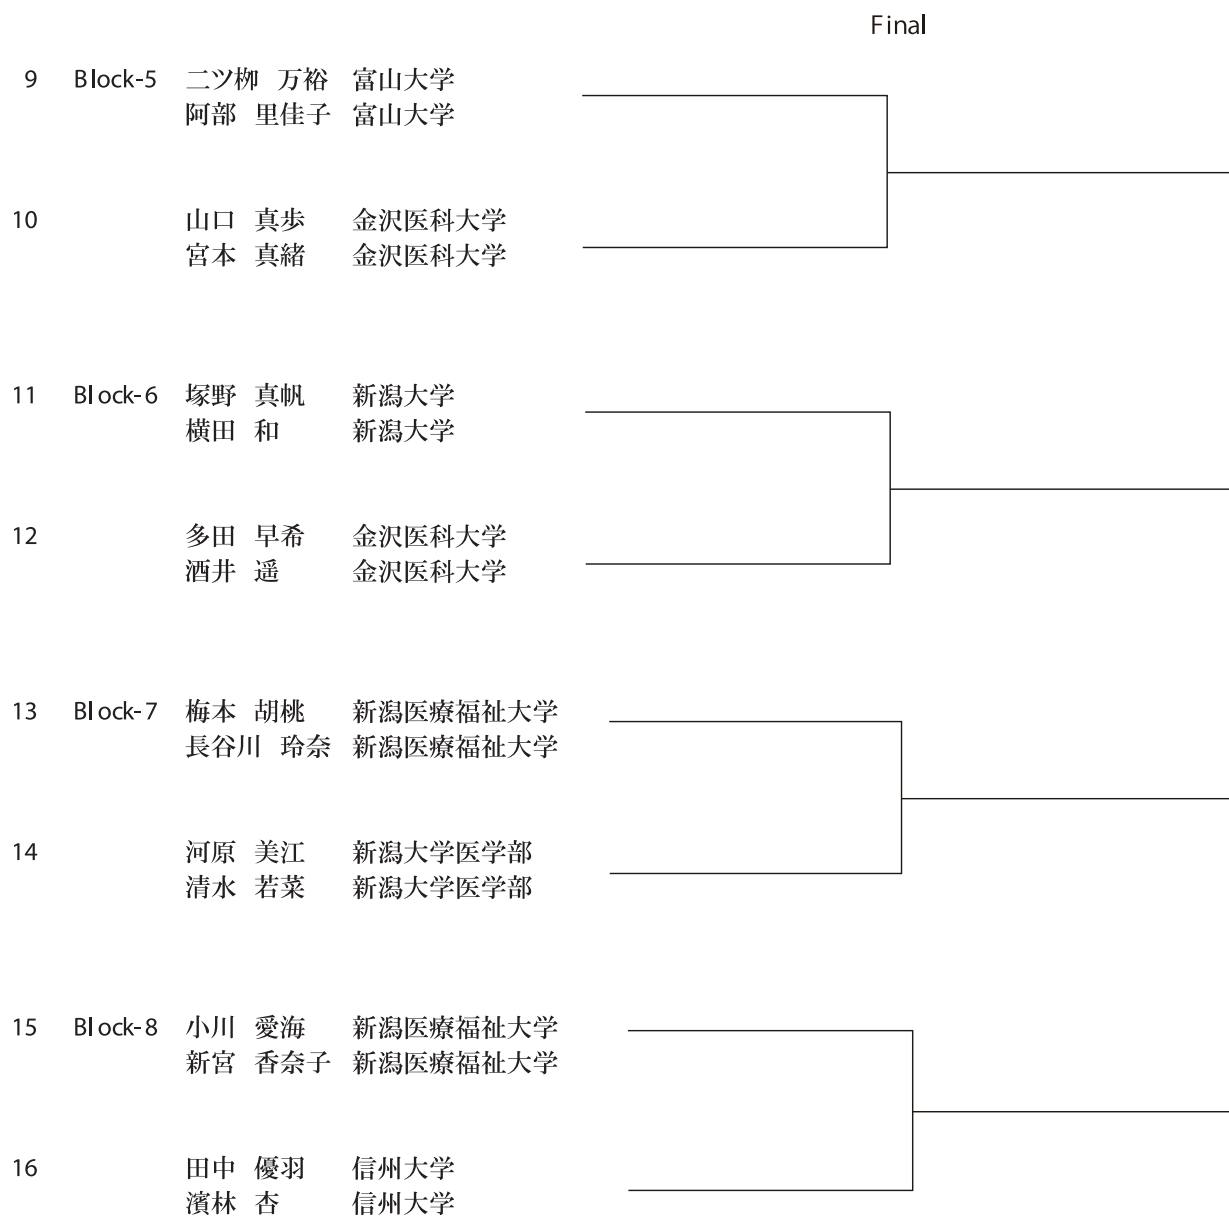 Final
9 Block-5 二ツ栁 万裕 富山大学
阿部 里佳子 富山大学
10 山口 真歩 金沢医科大学
宮本 真緒 金沢医科大学
11 Block-6 塚野 真帆 新潟大学
横田 和 新潟大学
12 多田 早希 金沢医科大学
酒井 遥 金沢医科大学
13 Block-7 梅本 胡桃 新潟医療福祉大学
長谷川 玲奈 新潟医療福祉大学
14 河原 美江 新潟大学医学部
清水 若菜 新潟大学医学部
15 Block-8 小川 愛海 新潟医療福祉大学
新宮 香奈子 新潟医療福祉大学
16 田中 優羽 信州大学
濱林 杏 信州大学